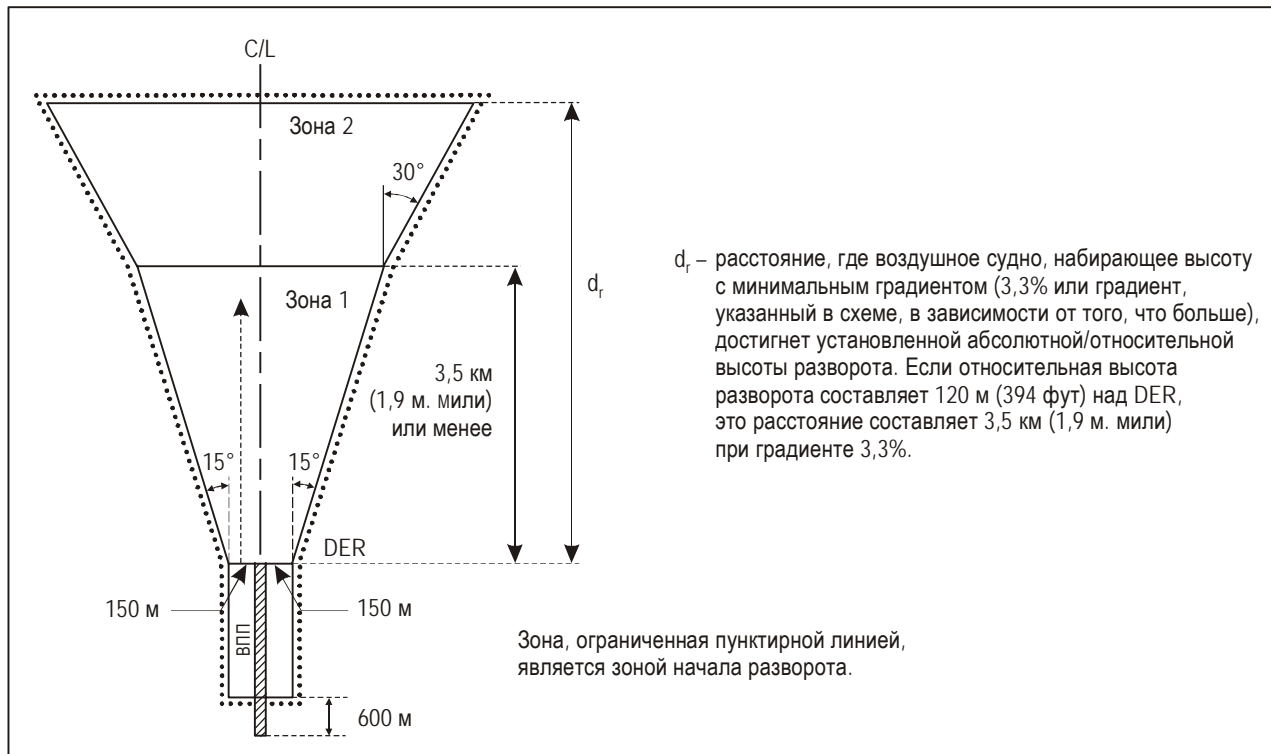 C/L
Зона 2
30°
Зона 1
d_r
3,5 км
(1,9 м. мили)
или менее
15°
15°
DER
150 м
150 м
ВПП
600 м
d_r – расстояние, где воздушное судно, набирающее высоту
с минимальным градиентом (3,3% или градиент,
указанный в схеме, в зависимости от того, что больше),
достигнет установленной абсолютной/относительной
высоты разворота. Если относительная высота
разворота составляет 120 м (394 фут) над DER,
это расстояние составляет 3,5 км (1,9 м. мили)
при градиенте 3,3%.
Зона, ограниченная пунктирной линией,
является зоной начала разворота.